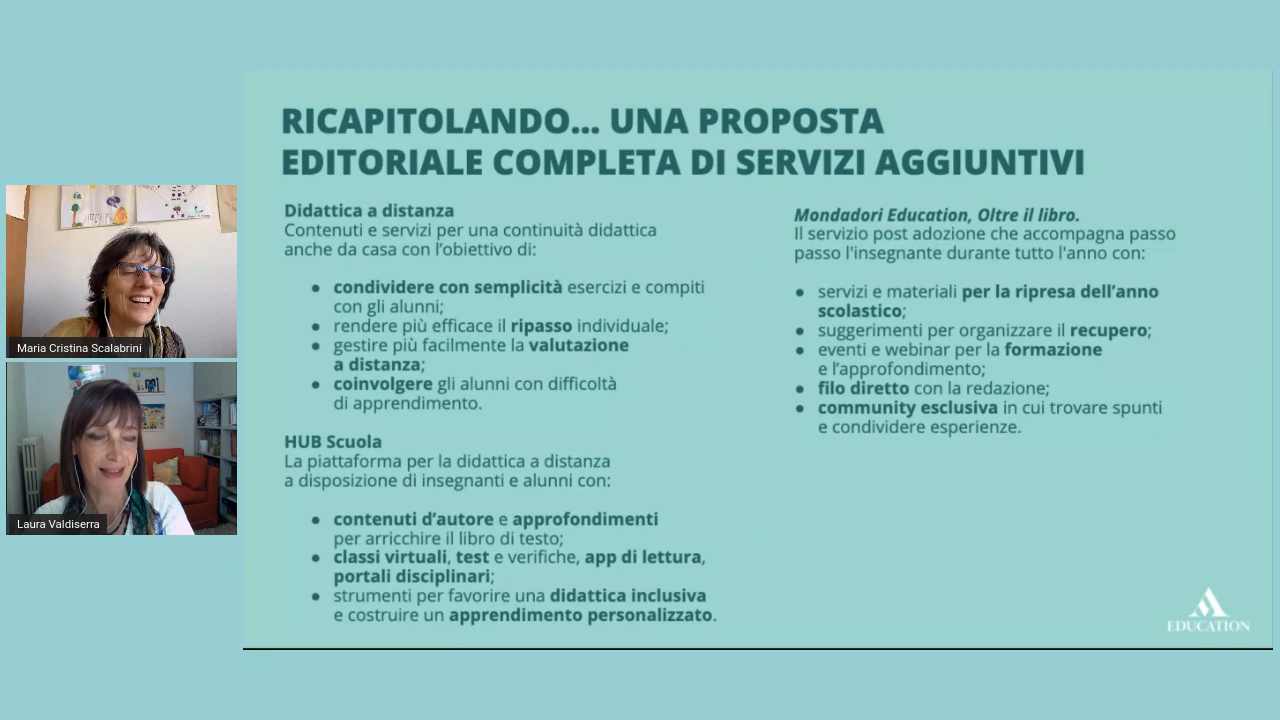 RICAPITOLANDO... UNA PROPOSTA
EDITORIALE COMPLETA DI SERVIZI AGGIUNTIVI
Didattica a distanza
Contenuti e servizi per una continuità didattica
anche da casa con l'obiettivo di:
● condividere con semplicità esercizi e compiti
con gli alunni;
● rendere più efficace il ripasso individuale;
● gestire più facilmente la valutazione
a distanza;
● coinvolgere gli alunni con difficoltà
di apprendimento.
HUB Scuola
La piattaforma per la didattica a distanza
a disposizione di insegnanti e alunni con:
● contenuti d'autore e approfondimenti
per arricchire il libro di testo;
● classi virtuali, test e verifiche, app di lettura,
portali disciplinari;
● strumenti per favorire una didattica inclusiva
e costruire un apprendimento personalizzato.
Mondadori Education, Oltre il libro.
Il servizio post adozione che accompagna passo
passo l'insegnante durante tutto l'anno con:
● servizi e materiali per la ripresa dell'anno
scolastico;
● suggerimenti per organizzare il recupero;
● eventi e webinar per la formazione
e l'approfondimento;
● filo diretto con la redazione;
● community esclusiva in cui trovare spunti
e condividere esperienze.
EDUCATION
Maria Cristina Scalabrini
Laura Valdiserra